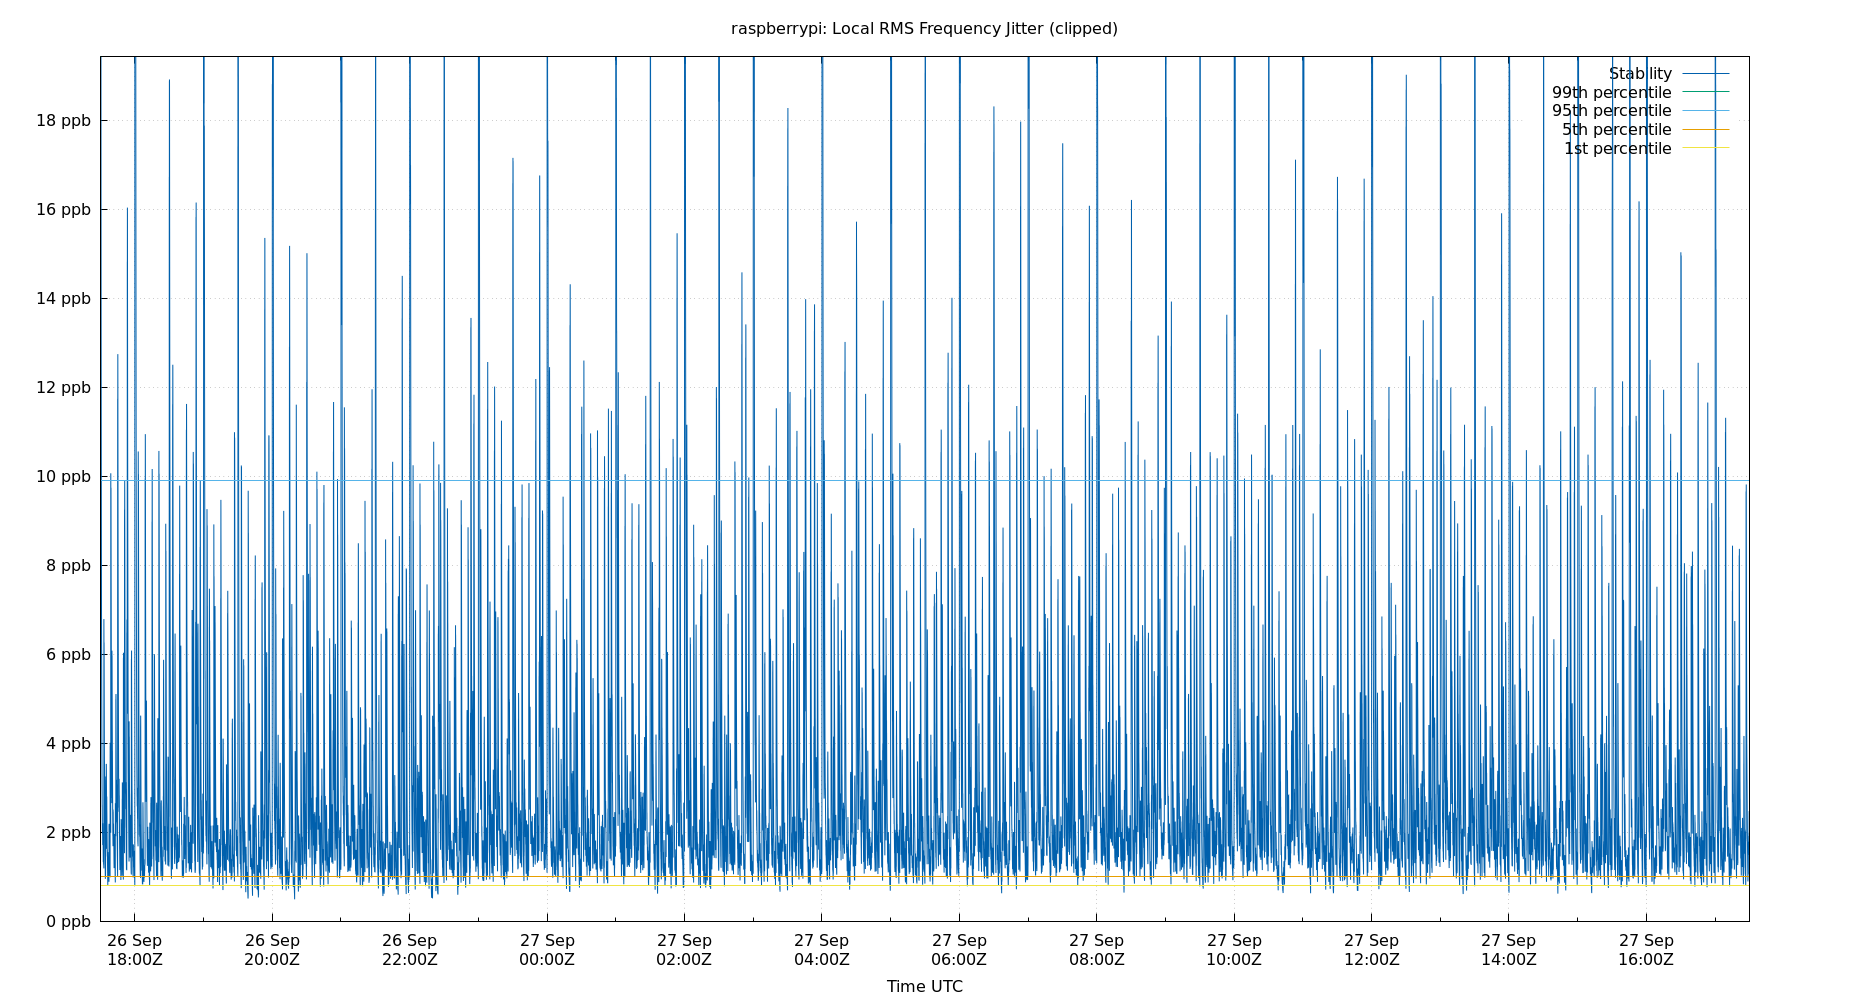 raspberrypi: Local RMS Frequency Jitter (clipped)
Stability
99th percentile
95th percentile
5th percentile
1st percentile
18 ppb
16 ppb
14 ppb
12 ppb
10 ppb
8 ppb
6 ppb
4 ppb
2 ppb
0 ppb
26 Sep 26 Sep 26 Sep 27 Sep 27 Sep 27 Sep 27 Sep 27 Sep 27 Sep 27 Sep 27 Sep 27 Sep
18:00Z 20:00Z 22:00Z 00:00Z 02:00Z 04:00Z 06:00Z 08:00Z 10:00Z 12:00Z 14:00Z 16:00Z
Time UTC